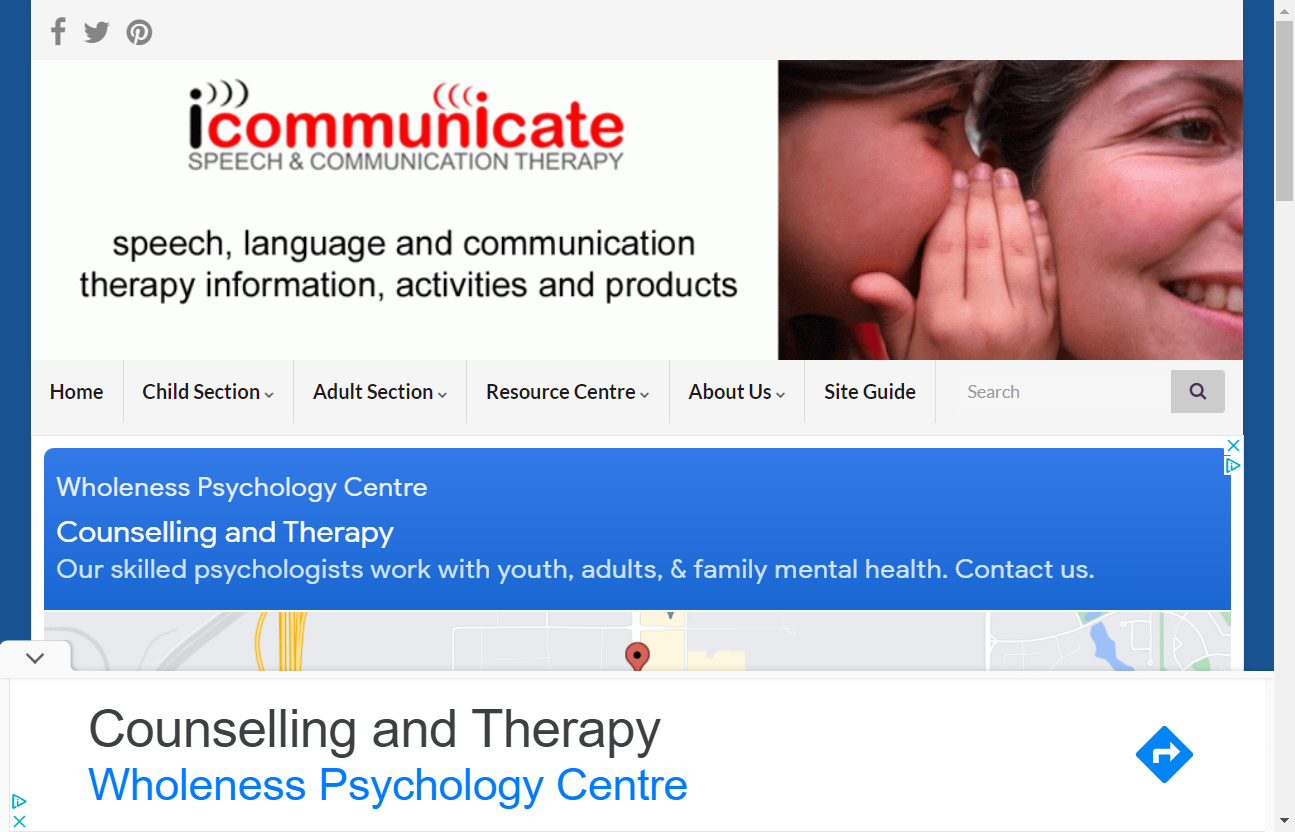 icommunicate
SPEECH & COMMUNICATION THERAPY
speech, language and communication
therapy information, activities and products
Home Child Section Adult Section Resource Centre About Us Site Guide Search
Wholeness Psychology Centre
Counselling and Therapy
Our skilled psychologists work with youth, adults, & family mental health. Contact us.
Counselling and Therapy
Wholeness Psychology Centre